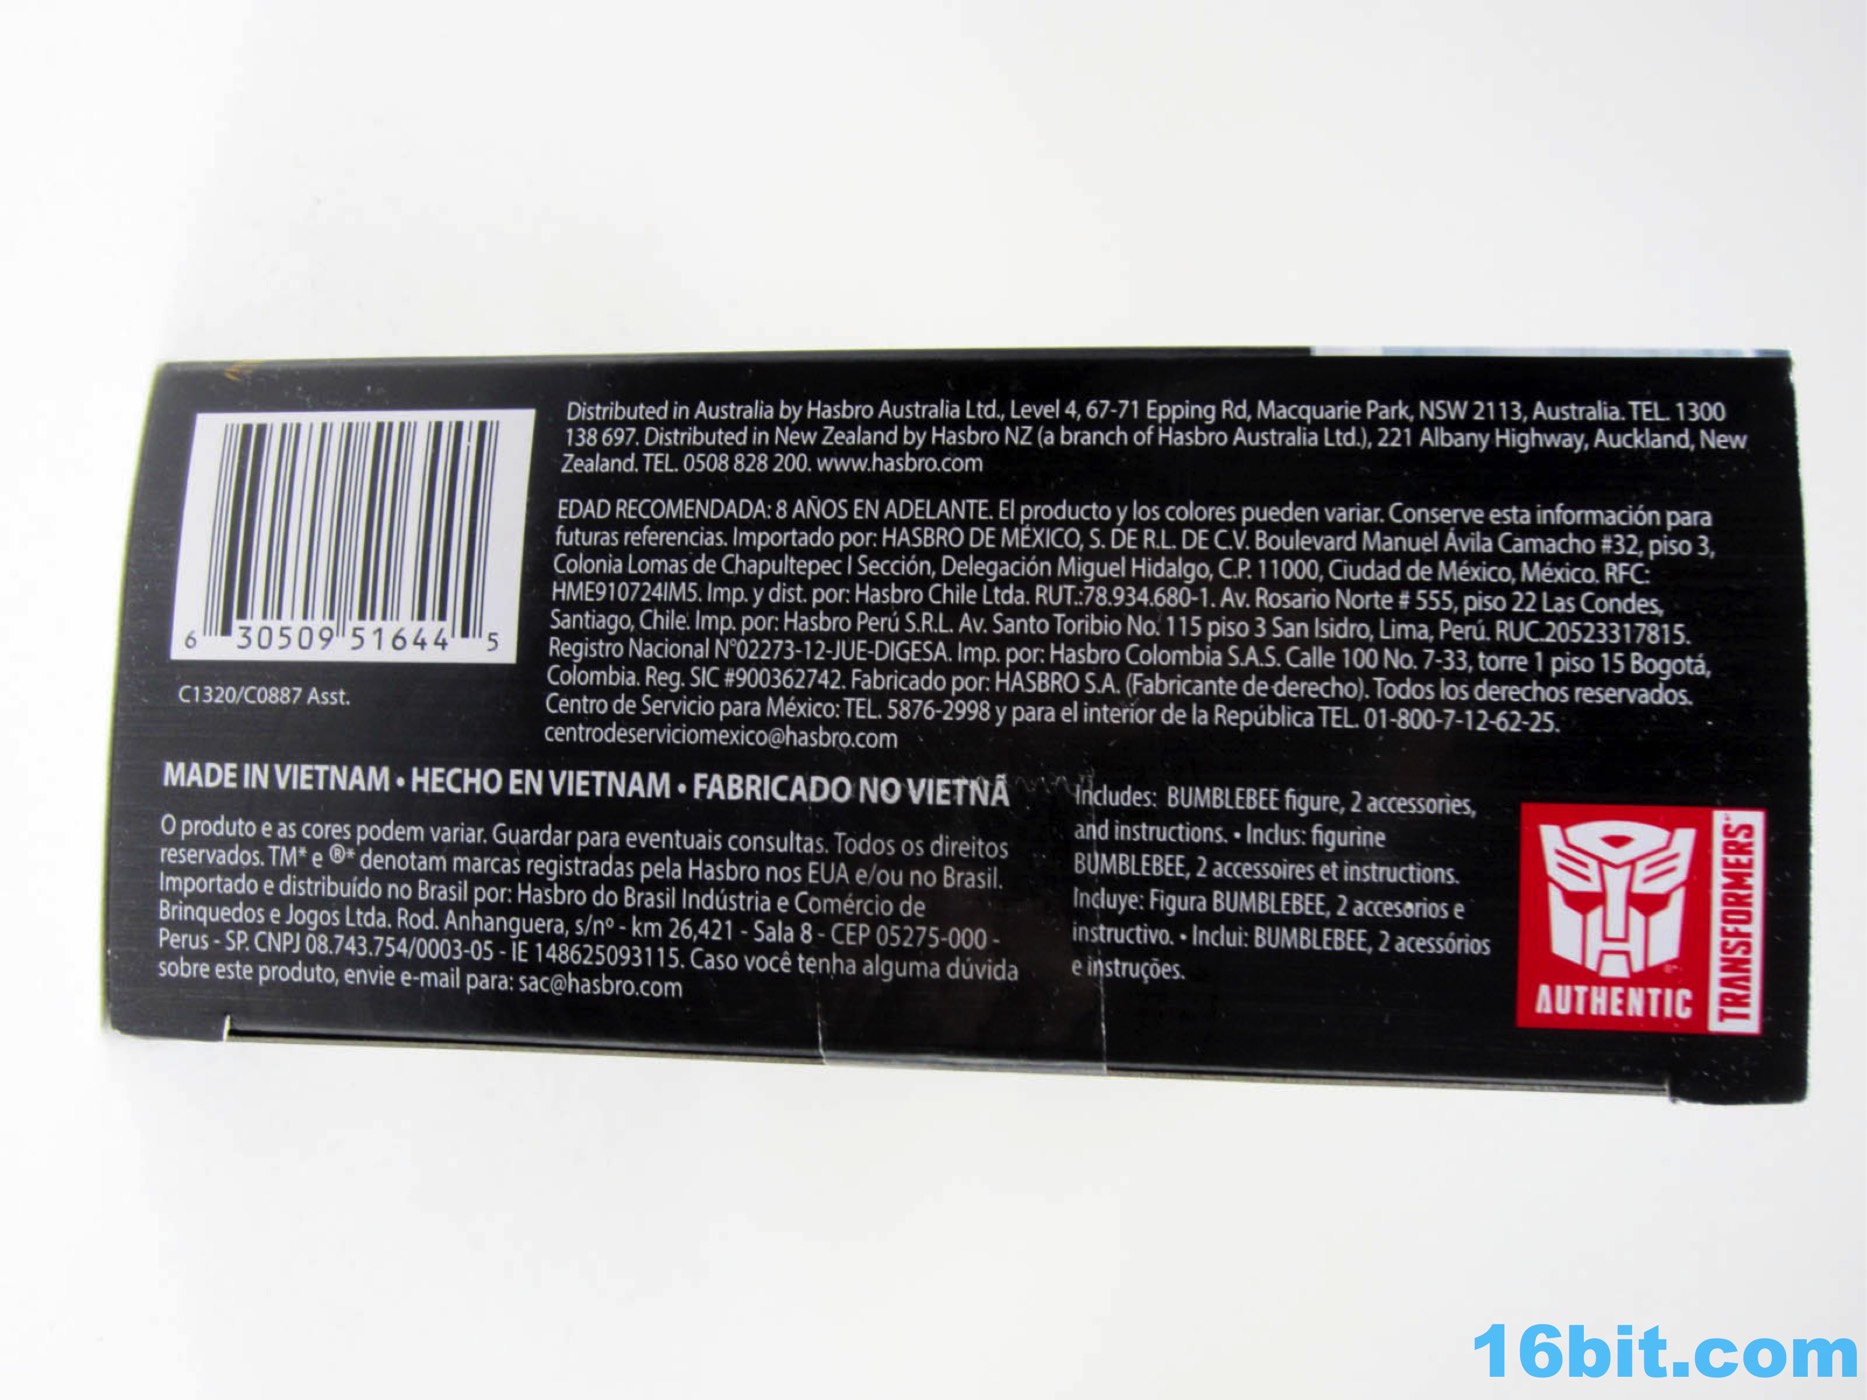 Distributed in Australia by Hasbro Australia Ltd., Level 4, 67-71 Epping Rd, Macquarie Park, NSW 2113, Australia. TEL. 1300
138 697. Distributed in New Zealand by Hasbro NZ (a branch of Hasbro Australia Ltd.), 221 Albany Highway, Auckland, New
Zealand. TEL. 0508 828 200. www.hasbro.com
EDAD RECOMENDADA: 8 AÑOS EN ADELANTE. El producto y los colores pueden variar. Conserve esta información para
futuras referencias. Importado por: HASBRO DE MÉXICO, S. DE R.L. DE C.V. Boulevard Manuel Ávila Camacho #32, piso 3,
Colonia Lomas de Chapultepec I Sección, Delegación Miguel Hidalgo, C.P. 11000, Ciudad de México, México. RFC:
HME910724IM5. Imp. y dist. por: Hasbro Chile Ltda. RUT.:78.934.680-1. Av. Rosario Norte # 555, piso 22 Las Condes,
Santiago, Chile. Imp. por: Hasbro Perú S.R.L. Av. Santo Toribio No. 115 piso 3 San Isidro, Lima, Perú. RUC.20523317815.
Registro Nacional N°02273-12-JUE-DIGESA. Imp. por: Hasbro Colombia S.A.S. Calle 100 No. 7-33, torre 1 piso 15 Bogotá,
Colombia. Reg. SIC #900362742. Fabricado por: HASBRO S.A. (Fabricante de derecho). Todos los derechos reservados.
Centro de Servicio para México: TEL. 5876-2998 y para el interior de la República TEL. 01-800-7-12-62-25.
centrodeserviciomexico@hasbro.com
6 30509 51644 5
C1320/C0887 Asst.
MADE IN VIETNAM • HECHO EN VIETNAM • FABRICADO NO VIETNÃ
O produto e as cores podem variar. Guardar para eventuais consultas. Todos os direitos
reservados. TM* e ®* denotam marcas registradas pela Hasbro nos EUA e/ou no Brasil.
Importado e distribuído no Brasil por: Hasbro do Brasil Indústria e Comércio de
Brinquedos e Jogos Ltda. Rod. Anhanguera, s/nº - km 26,421 - Sala 8 - CEP 05275-000 -
Perus - SP. CNPJ 08.743.754/0003-05 - IE 148625093115. Caso você tenha alguma dúvida
sobre este produto, envie e-mail para: sac@hasbro.com
Includes: BUMBLEBEE figure, 2 accessories,
and instructions. • Inclus: figurine
BUMBLEBEE, 2 accessoires et instructions.
Incluye: Figura BUMBLEBEE, 2 accesorios e
instructivo. • Inclui: BUMBLEBEE, 2 acessórios
e instruções.
AUTHENTIC
TRANSFORMERS
16bit.com